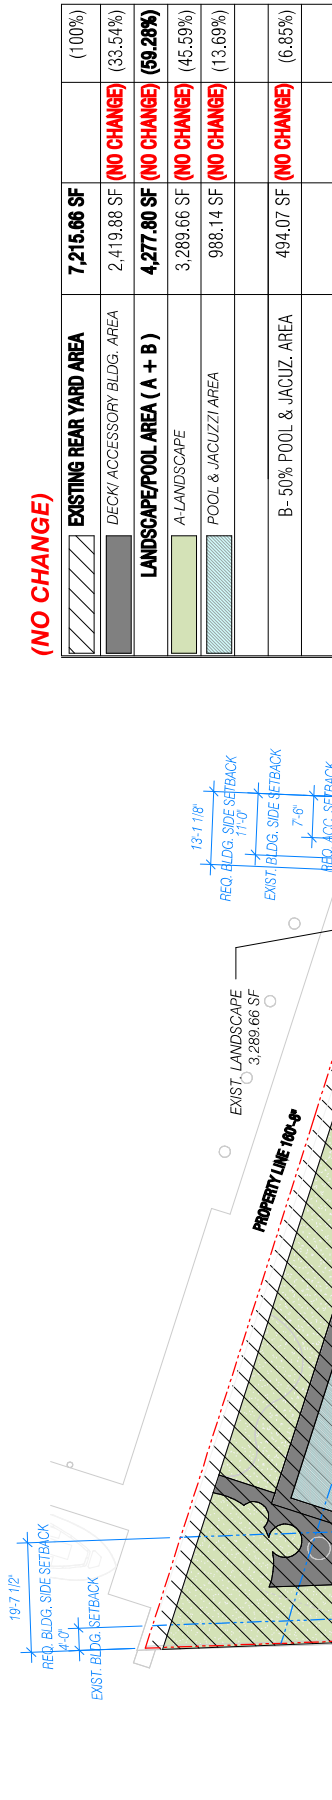 (NO CHANGE)
EXISTING REAR YARD AREA 7,215.66 SF (100%)
DECK/ ACCESSORY BLDG. AREA 2,419.88 SF (NO CHANGE) (33.54%)
LANDSCAPE/POOL AREA ( A + B ) 4,277.80 SF (NO CHANGE) (59.28%)
A-LANDSCAPE 3,289.66 SF (NO CHANGE) (45.59%)
POOL & JACUZZI AREA 988.14 SF (NO CHANGE) (13.69%)
B- 50% POOL & JACUZ. AREA 494.07 SF (NO CHANGE) (6.85%)
13'-1 1/8"
REQ. BLDG. SIDE SETBACK
11'-0"
EXIST. BLDG. SIDE SETBACK
7'-6"
REQ. ACC. SETBACK
EXIST. LANDSCAPE
3,289.66 SF
PROPERTY LINE 160'-8"
19'-7 1/2"
REQ. BLDG. SIDE SETBACK
4'-0"
EXIST. BLDG. SETBACK